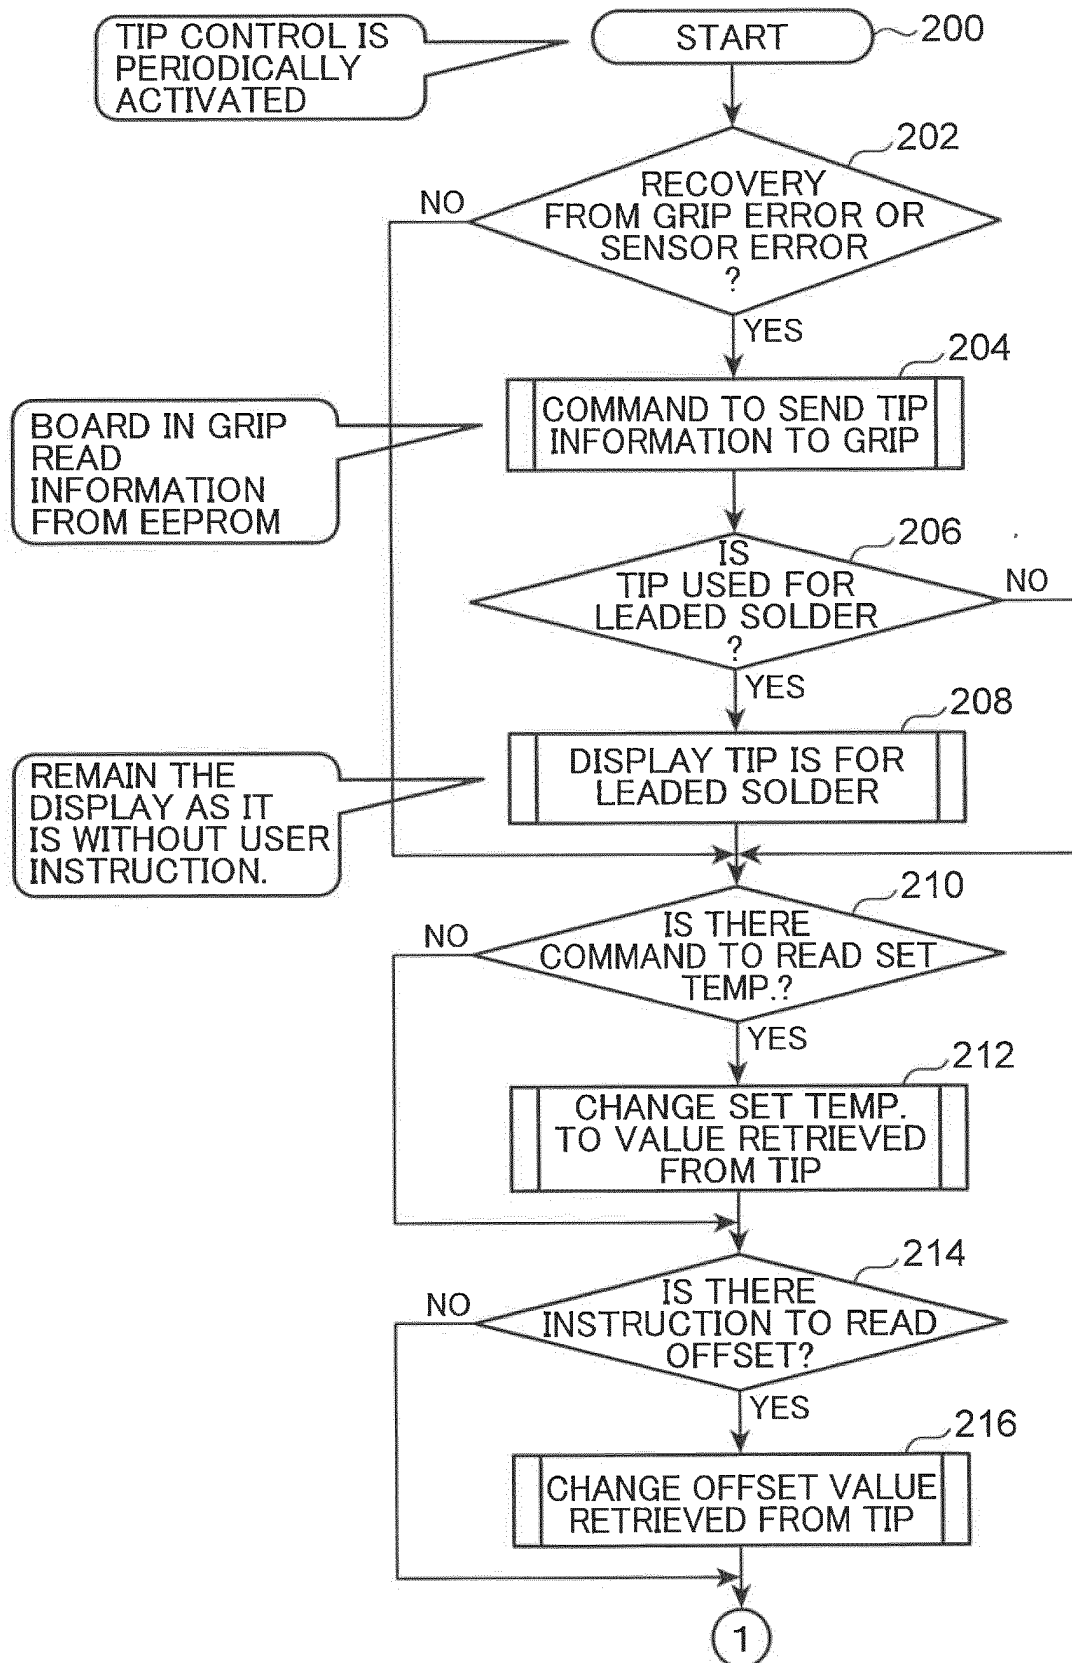 TIP CONTROL IS
PERIODICALLY
ACTIVATED
START
200
202
RECOVERY
FROM GRIP ERROR OR
SENSOR ERROR
?
NO
YES
204
COMMAND TO SEND TIP
INFORMATION TO GRIP
BOARD IN GRIP
READ
INFORMATION
FROM EEPROM
206
IS
TIP USED FOR
LEADED SOLDER
?
NO
YES
208
DISPLAY TIP IS FOR
LEADED SOLDER
REMAIN THE
DISPLAY AS IT
IS WITHOUT USER
INSTRUCTION.
210
IS THERE
COMMAND TO READ SET
TEMP.?
NO
YES
212
CHANGE SET TEMP.
TO VALUE RETRIEVED
FROM TIP
214
IS THERE
INSTRUCTION TO READ
OFFSET?
NO
YES
216
CHANGE OFFSET VALUE
RETRIEVED FROM TIP
1